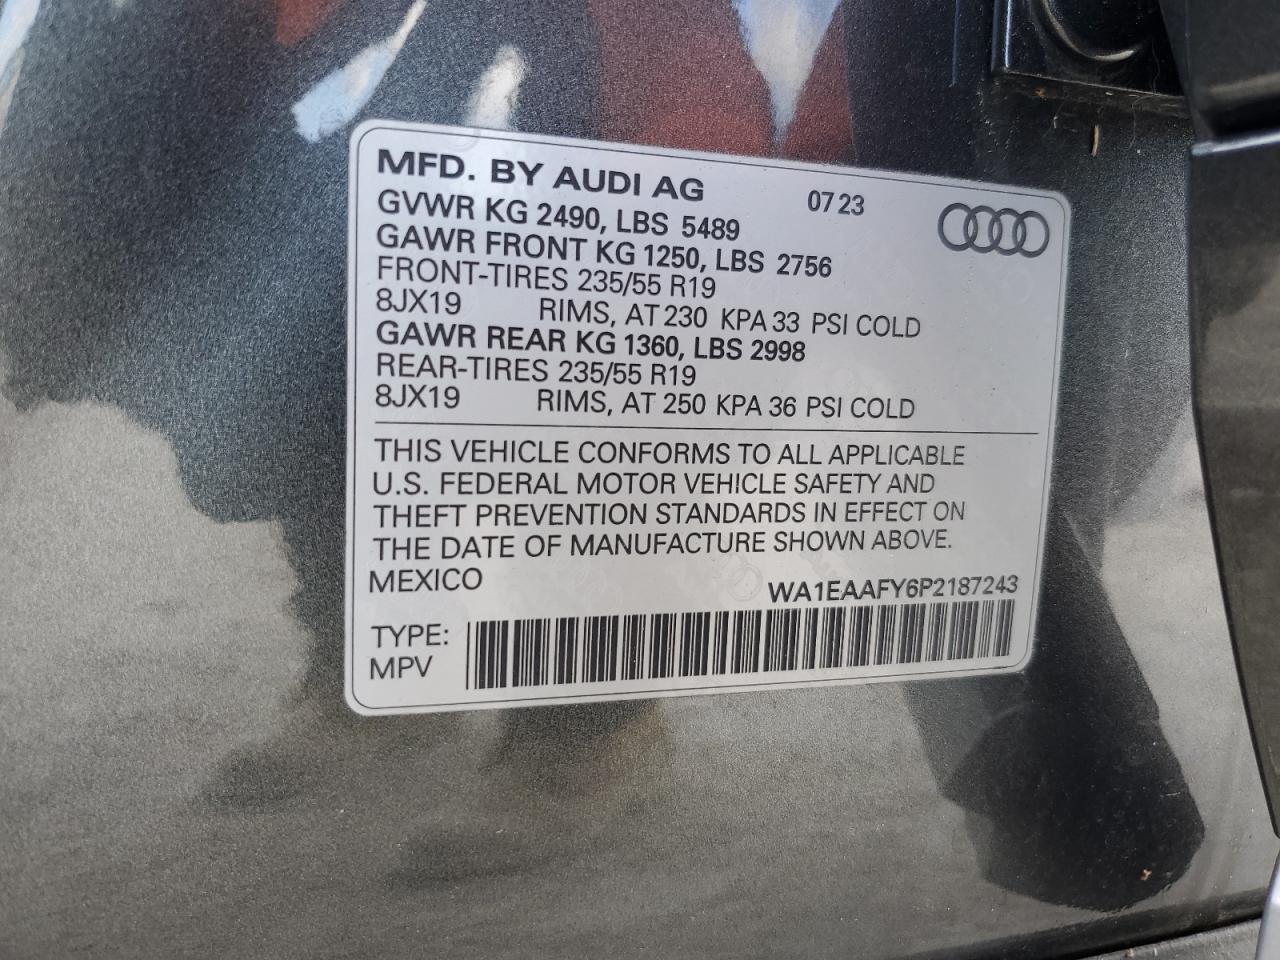 MFD. BY AUDI AG 07 23
GVWR KG 2490, LBS 5489
GAWR FRONT KG 1250, LBS 2756
FRONT-TIRES 235/55 R19
8JX19 RIMS, AT 230 KPA 33 PSI COLD
GAWR REAR KG 1360, LBS 2998
REAR-TIRES 235/55 R19
8JX19 RIMS, AT 250 KPA 36 PSI COLD
THIS VEHICLE CONFORMS TO ALL APPLICABLE
U.S. FEDERAL MOTOR VEHICLE SAFETY AND
THEFT PREVENTION STANDARDS IN EFFECT ON
THE DATE OF MANUFACTURE SHOWN ABOVE.
MEXICO WA1EAAFY6P2187243
TYPE:
MPV